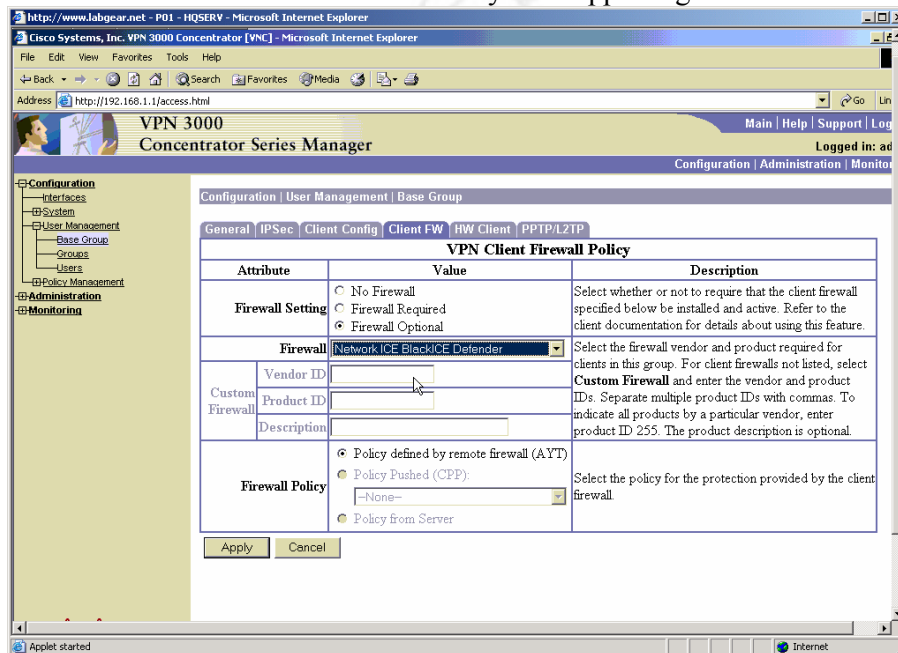 http://www.labgear.net - P01 - HQSERV - Microsoft Internet Explorer
Cisco Systems, Inc. VPN 3000 Concentrator [VNC] - Microsoft Internet Explorer
File Edit View Favorites Tools Help
Back Search Favorites Media
Address http://192.168.1.1/access.html Go Lin
VPN 3000
Concentrator Series Manager
Main | Help | Support | Log
Logged in: ad
Configuration | Administration | Monitor
Configuration
Interfaces
System
User Management
Base Group
Groups
Users
Policy Management
Administration
Monitoring
Configuration | User Management | Base Group
General IPSec Client Config Client FW HW Client PPTP/L2TP
VPN Client Firewall Policy
Attribute Value Description
Firewall Setting
No Firewall
Firewall Required
Firewall Optional
Select whether or not to require that the client firewall
specified below be installed and active. Refer to the
client documentation for details about using this feature.
Firewall Network ICE BlackICE Defender
Custom Firewall
Vendor ID
Product ID
Description
Select the firewall vendor and product required for
clients in this group. For client firewalls not listed, select
Custom Firewall and enter the vendor and product
IDs. Separate multiple product IDs with commas. To
indicate all products by a particular vendor, enter
product ID 255. The product description is optional.
Firewall Policy
Policy defined by remote firewall (AYT)
Policy Pushed (CPP):
--None--
Policy from Server
Select the policy for the protection provided by the client
firewall.
Apply Cancel
Applet started Internet